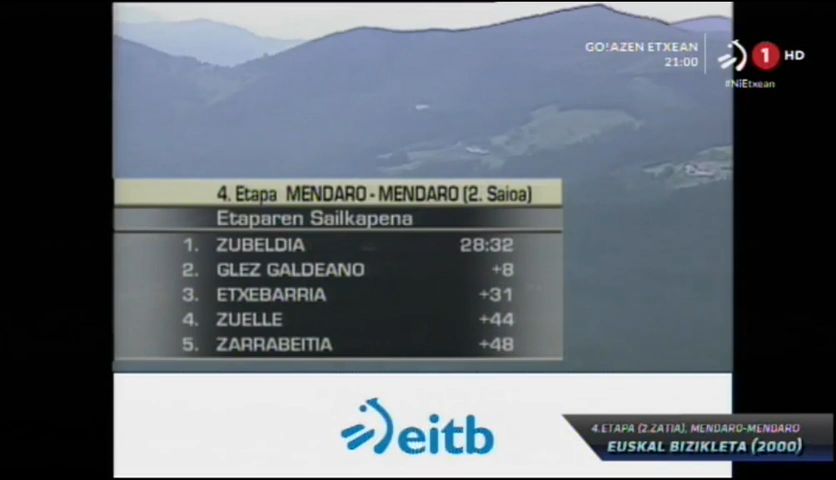 GO!AZEN ETXEAN
21:00
1 HD
#NiEtxean
4. Etapa MENDARO - MENDARO (2. Saioa)
Etaparen Sailkapena
1. ZUBELDIA 28:32
2. GLEZ GALDEANO +8
3. ETXEBARRIA +31
4. ZUELLE +44
5. ZARRABEITIA +48
eitb
4.ETAPA (2.ZATIA), MENDARO-MENDARO
EUSKAL BIZIKLETA (2000)